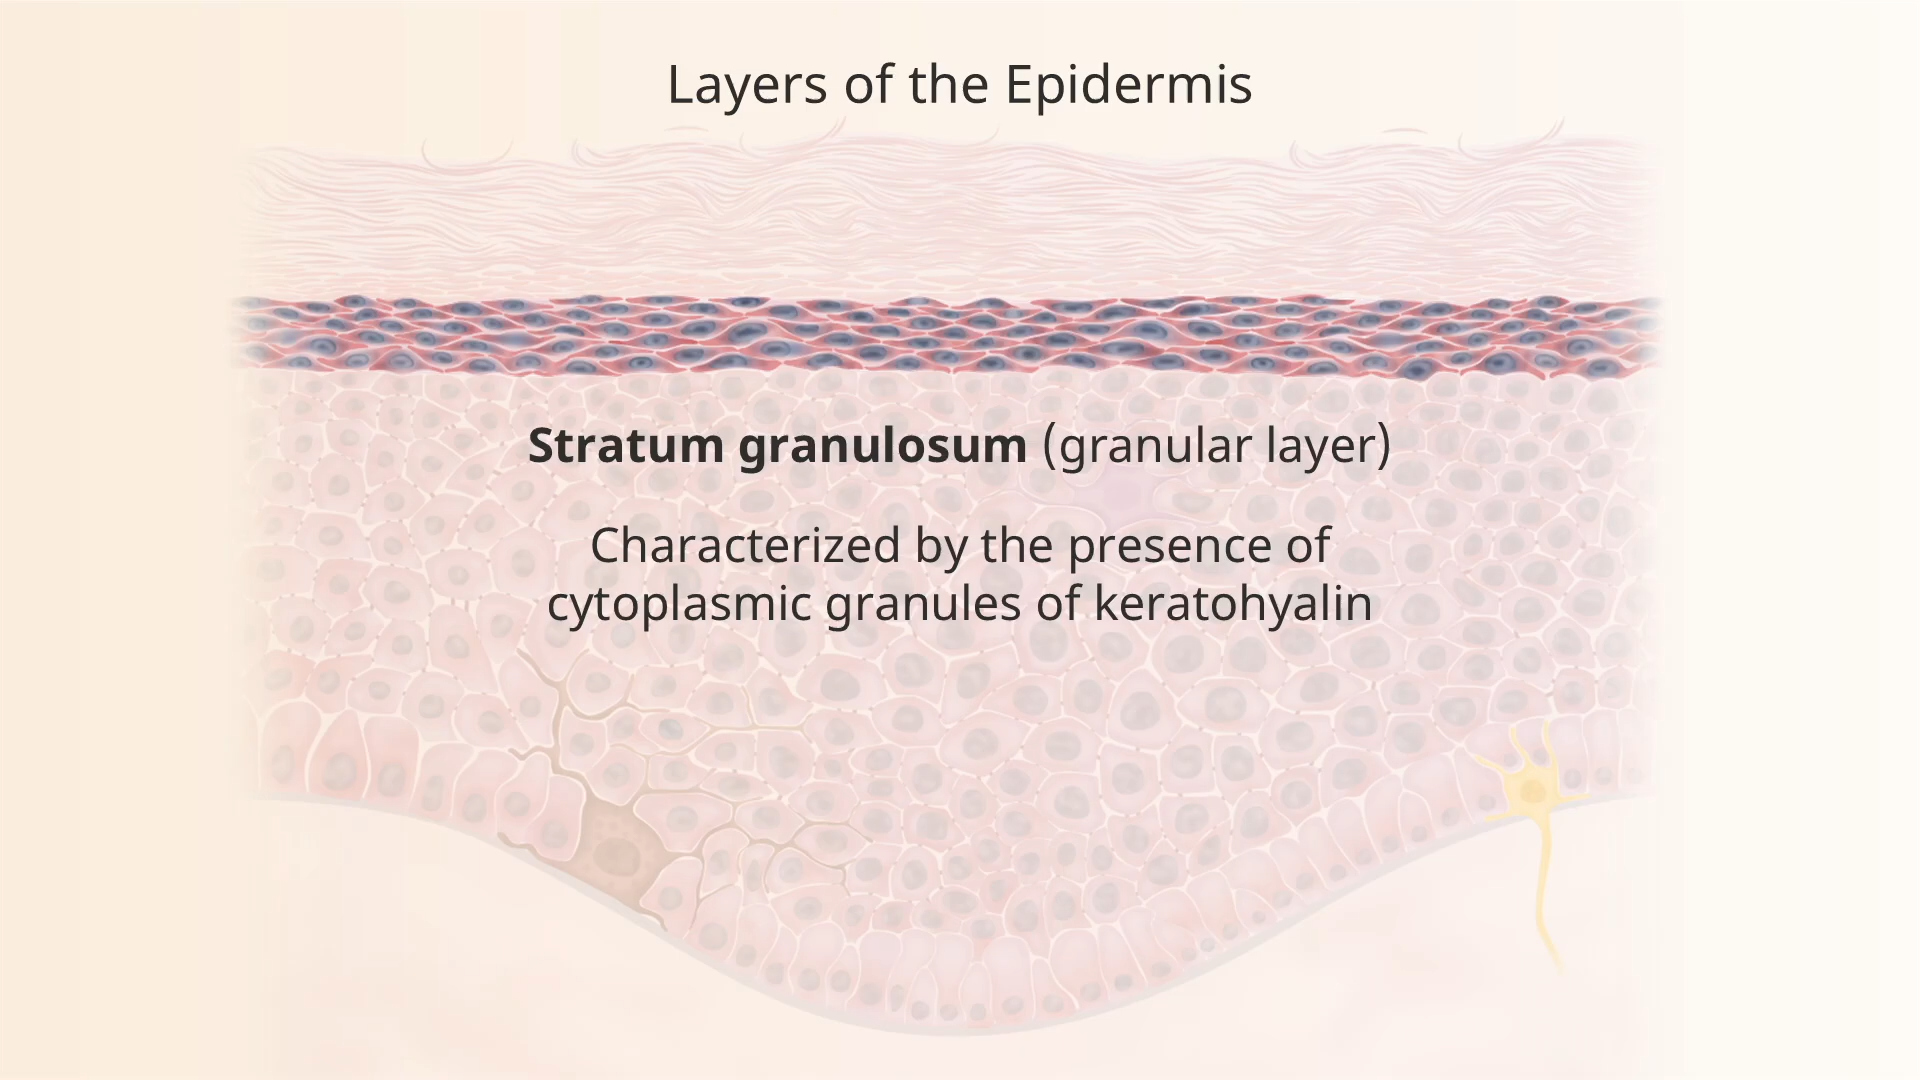 Layers of the Epidermis
Stratum granulosum (granular layer)
Characterized by the presence of
cytoplasmic granules of keratohyalin